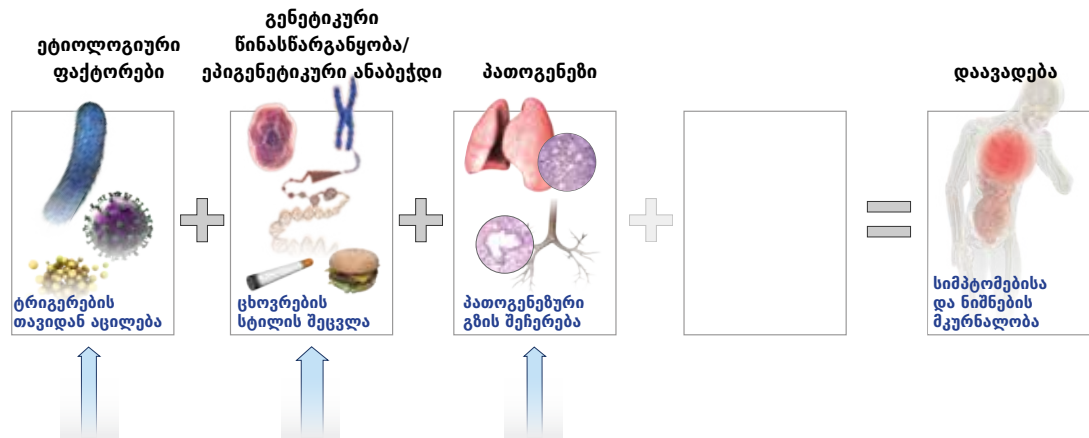 ეტიოლოგიური
ფაქტორები
გენეტიკური
წინასწარგანყობა/
ეპიგენეტიკური ანაბეჭდი
პათოგენეზი
დაავადება
ტრიგერების
თავიდან აცილება
ცხოვრების
სტილის შეცვლა
პათოგენეზური
გზის შეჩერება
სიმპტომებისა
და ნიშნების
მკურნალობა